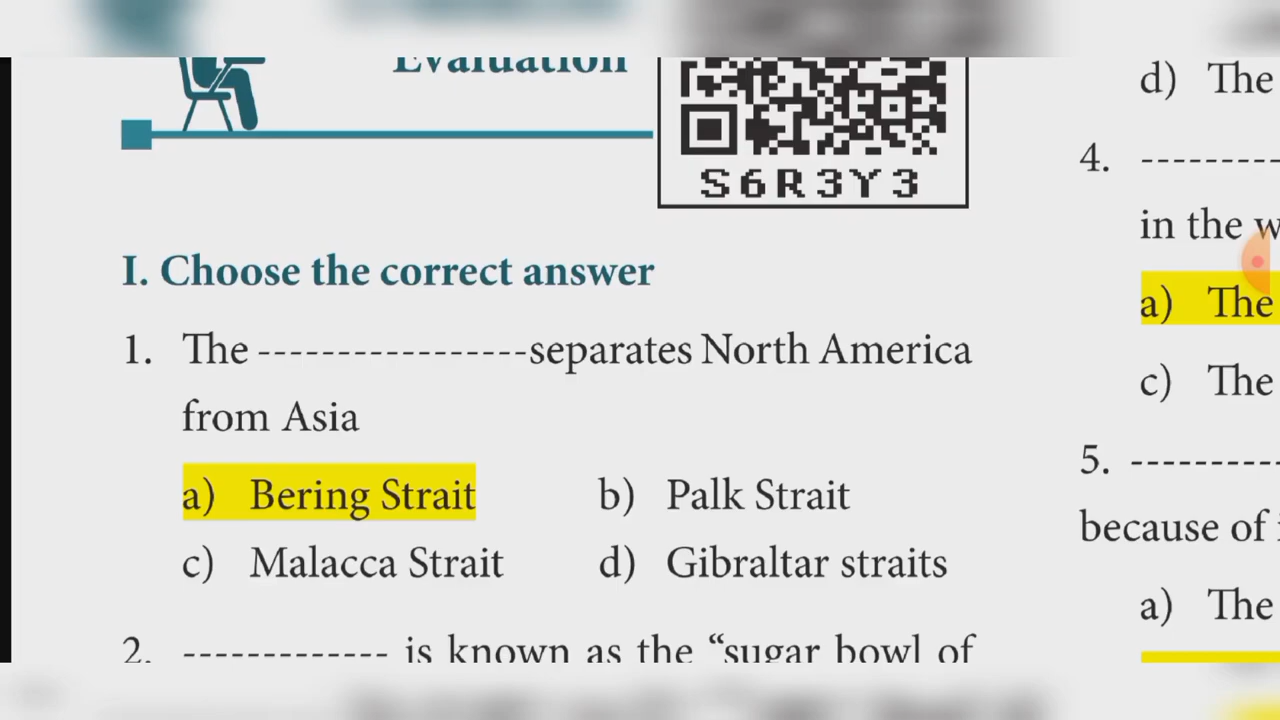 Evaluation
S6R3Y3
I. Choose the correct answer
1. The -----------------separates North America
from Asia
a) Bering Strait b) Palk Strait
c) Malacca Strait d) Gibraltar straits
2. ------------- is known as the “sugar bowl of
d) The
4. ---------
in the w
a) The
c) The
5. ----------
because of i
a) The